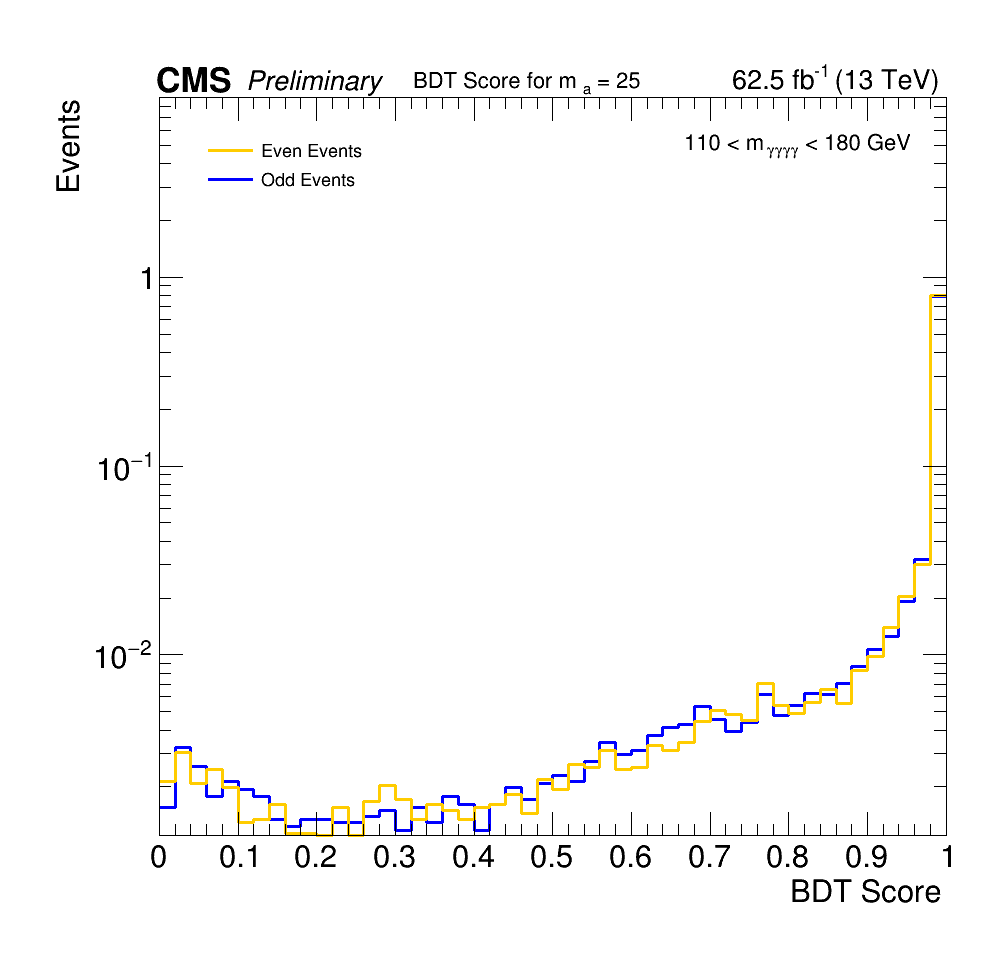 CMS Preliminary BDT Score for m a = 25 62.5 fb⁻¹ (13 TeV)
Events
Even Events
110 < m γγγγ < 180 GeV
Odd Events
1
10⁻¹
10⁻²
0 0.1 0.2 0.3 0.4 0.5 0.6 0.7 0.8 0.9 1
BDT Score